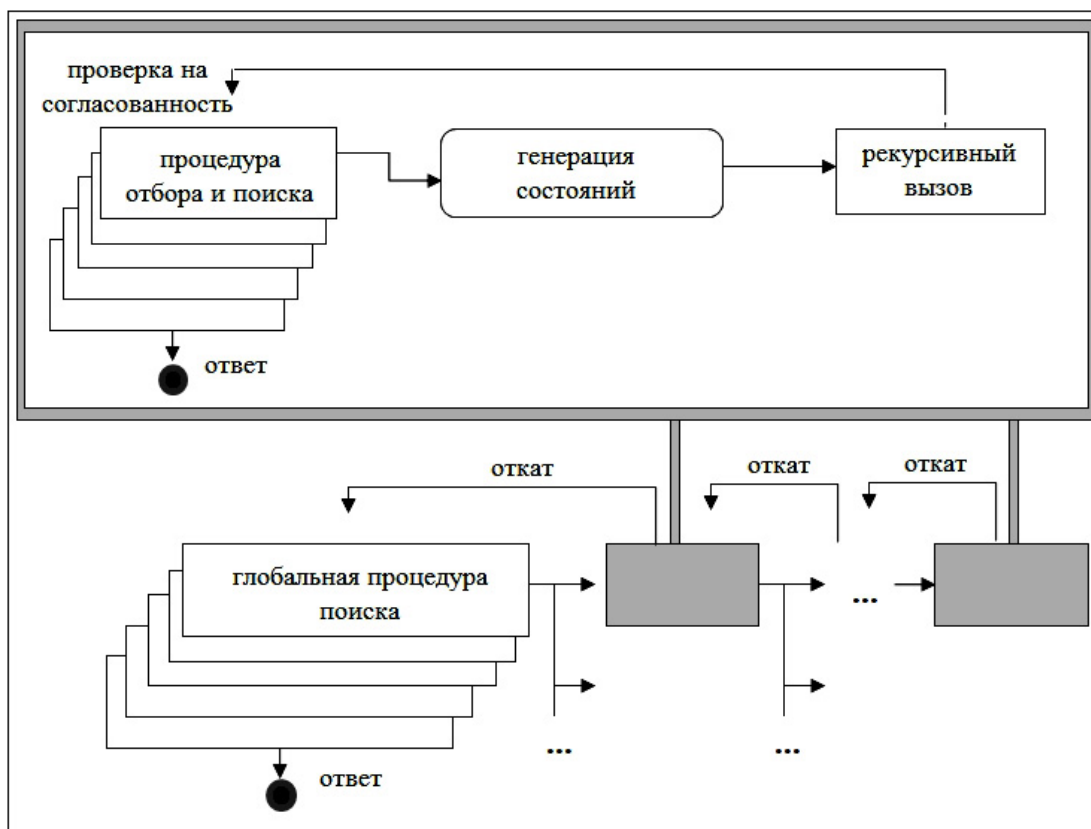 проверка на
согласованность
процедура
отбора и поиска
генерация
состояний
рекурсивный
вызов
ответ
откат
откат
откат
глобальная процедура
поиска
...
...
...
ответ